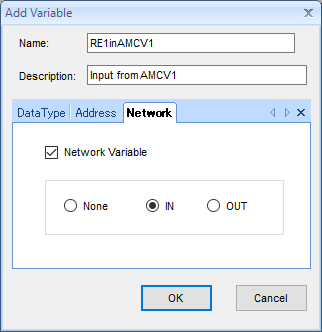 Add Variable
Name: RE1inAMCV1
Description: Input from AMCV1
DataType Address Network
Network Variable
None IN OUT
OK Cancel